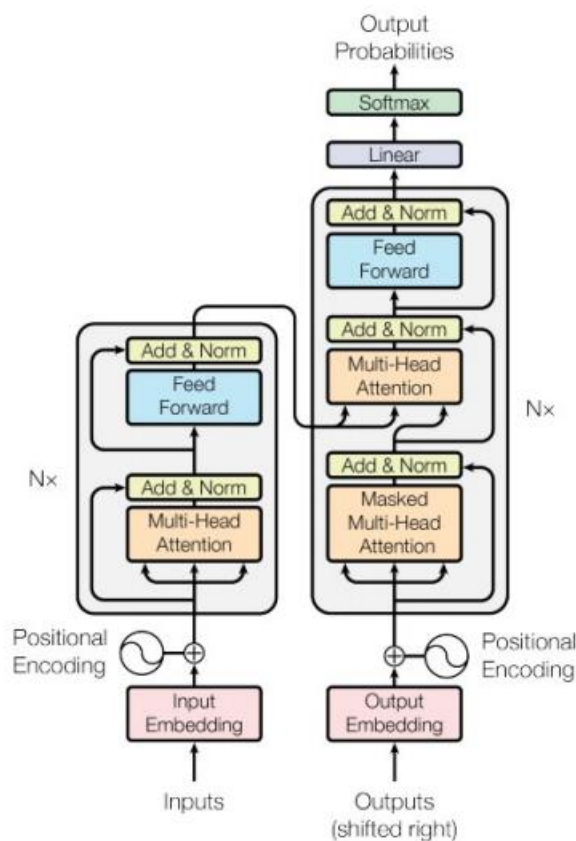 Output
Probabilities
Softmax
Linear
Add & Norm
Feed
Forward
Add & Norm
Multi-Head
Attention
N×
Add & Norm
Masked
Multi-Head
Attention
Add & Norm
Feed
Forward
N×
Add & Norm
Multi-Head
Attention
Positional
Encoding
Positional
Encoding
Input
Embedding
Output
Embedding
Inputs
Outputs
(shifted right)